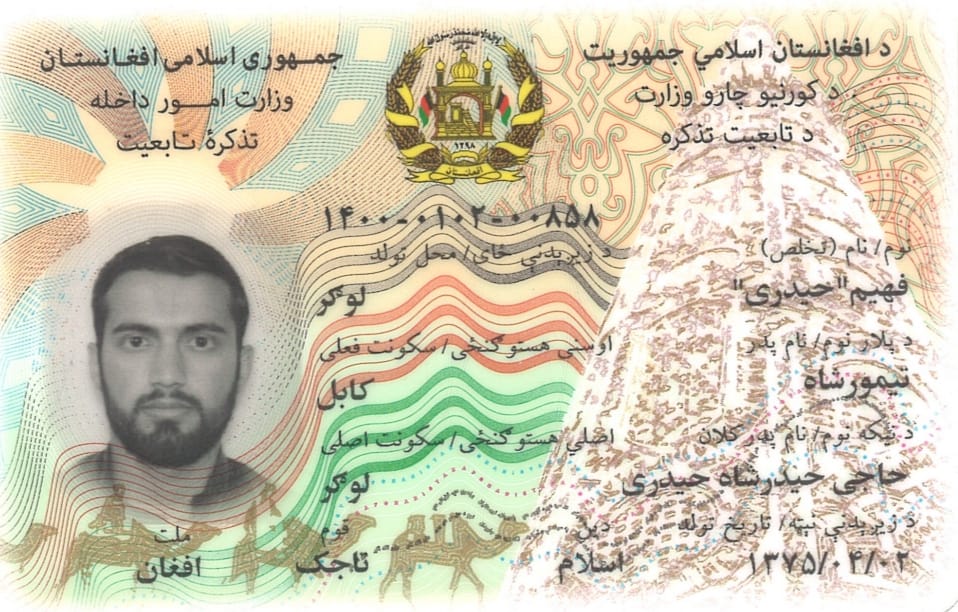 د افغانستان اسلامي جمهوریت
د کورنیو چارو وزارت
د تابعیت تذکره
جمهوری اسلامی افغانستان
وزارت امور داخله
تذکرهٔ تابعیت
۱۲۹۸
افغانستان
۱۴۰۰-۰۱۰۲-۰۰۸۵۸
نوم/ نام (تخلص)
فهیم"حیدری"
د پلار نوم/ نام پدر
تیمورشاه
د نیکه نوم/ نام پدر کلان
حاجی حیدرشاه حیدری
د زیږیدني نیټه/ تاریخ تولد
۱۳۷۵/۰۴/۰۲
د زیږیدني ځای/ محل تولد
لوګر
اوسنی هستوګنځی/ سکونت فعلی
کابل
اصلي هستوګنځی/ سکونت اصلی
لوګر
دین
اسلام
قوم
تاجک
ملت
افغان